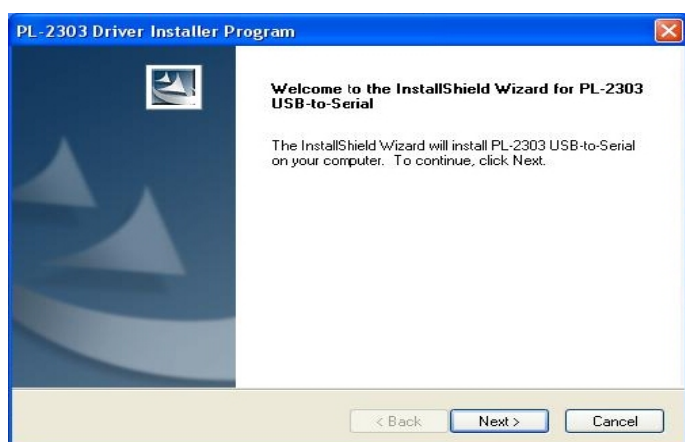 PL-2303 Driver Installer Program
Welcome to the InstallShield Wizard for PL-2303
USB-to-Serial
The InstallShield Wizard will install PL-2303 USB-to-Serial
on your computer. To continue, click Next.
< Back
Next >
Cancel